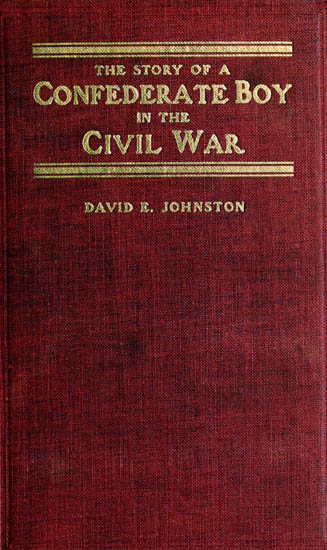 THE STORY OF A
CONFEDERATE BOY
IN THE
CIVIL WAR
DAVID E. JOHNSTON